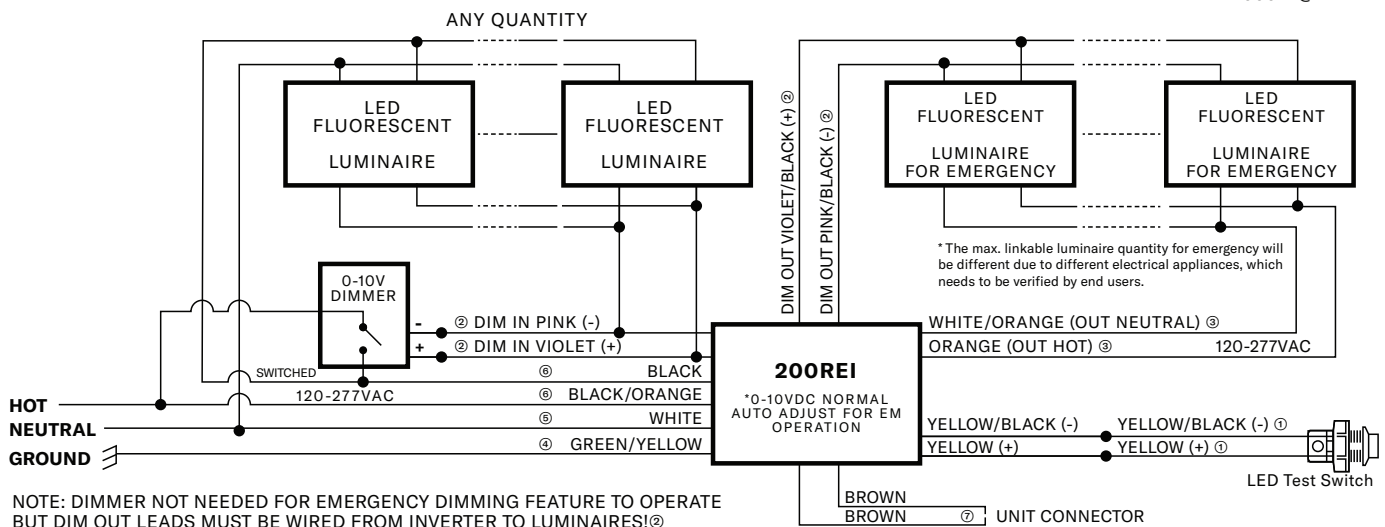 ANY QUANTITY
LED
FLUORESCENT
LUMINAIRE
LED
FLUORESCENT
LUMINAIRE
DIM OUT VIOLET/BLACK (+) ②
DIM OUT PINK/BLACK (-) ②
LED
FLUORESCENT
LUMINAIRE
FOR EMERGENCY
LED
FLUORESCENT
LUMINAIRE
FOR EMERGENCY
* The max. linkable luminaire quantity for emergency will
be different due to different electrical appliances, which
needs to be verified by end users.
0-10V
DIMMER
-
+
② DIM IN PINK (-)
② DIM IN VIOLET (+)
SWITCHED
⑥ BLACK
120-277VAC
⑥ BLACK/ORANGE
⑤ WHITE
④ GREEN/YELLOW
HOT
NEUTRAL
GROUND
200REI
*0-10VDC NORMAL
AUTO ADJUST FOR EM
OPERATION
WHITE/ORANGE (OUT NEUTRAL) ③
ORANGE (OUT HOT) ③ 120-277VAC
YELLOW/BLACK (-) YELLOW/BLACK (-) ①
YELLOW (+) YELLOW (+) ①
LED Test Switch
BROWN
BROWN ⑦ UNIT CONNECTOR
NOTE: DIMMER NOT NEEDED FOR EMERGENCY DIMMING FEATURE TO OPERATE
BUT DIM OUT LEADS MUST BE WIRED FROM INVERTER TO LUMINAIRES!②